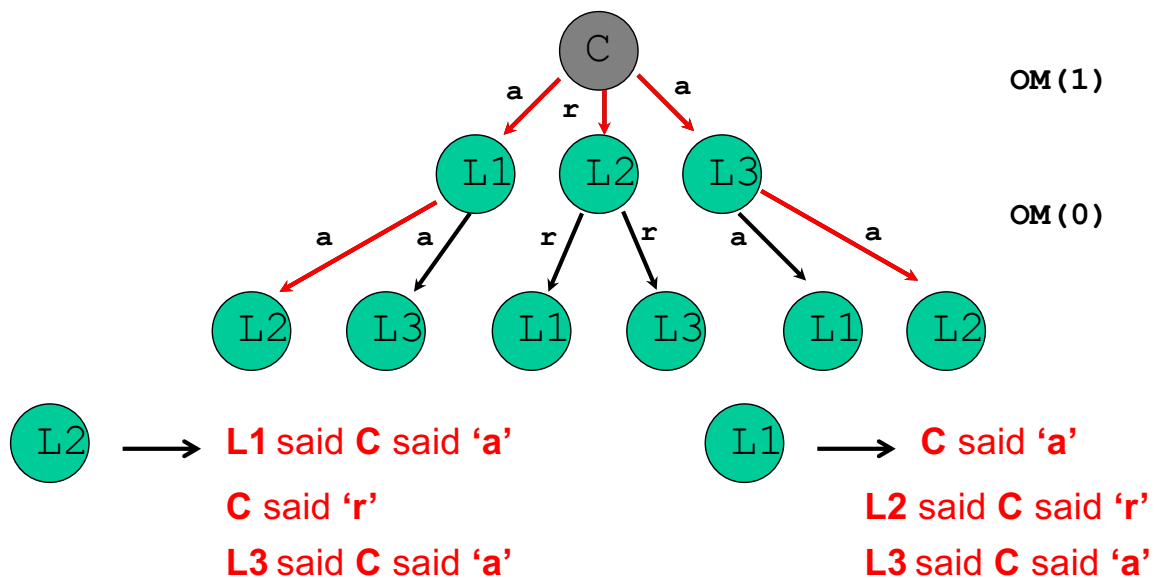 C
OM(1)
a
r
a
L1
L2
L3
OM(0)
a
a
r
r
a
a
L2
L3
L1
L3
L1
L2
L2
L1 said C said ‘a’
C said ‘r’
L3 said C said ‘a’
L1
C said ‘a’
L2 said C said ‘r’
L3 said C said ‘a’